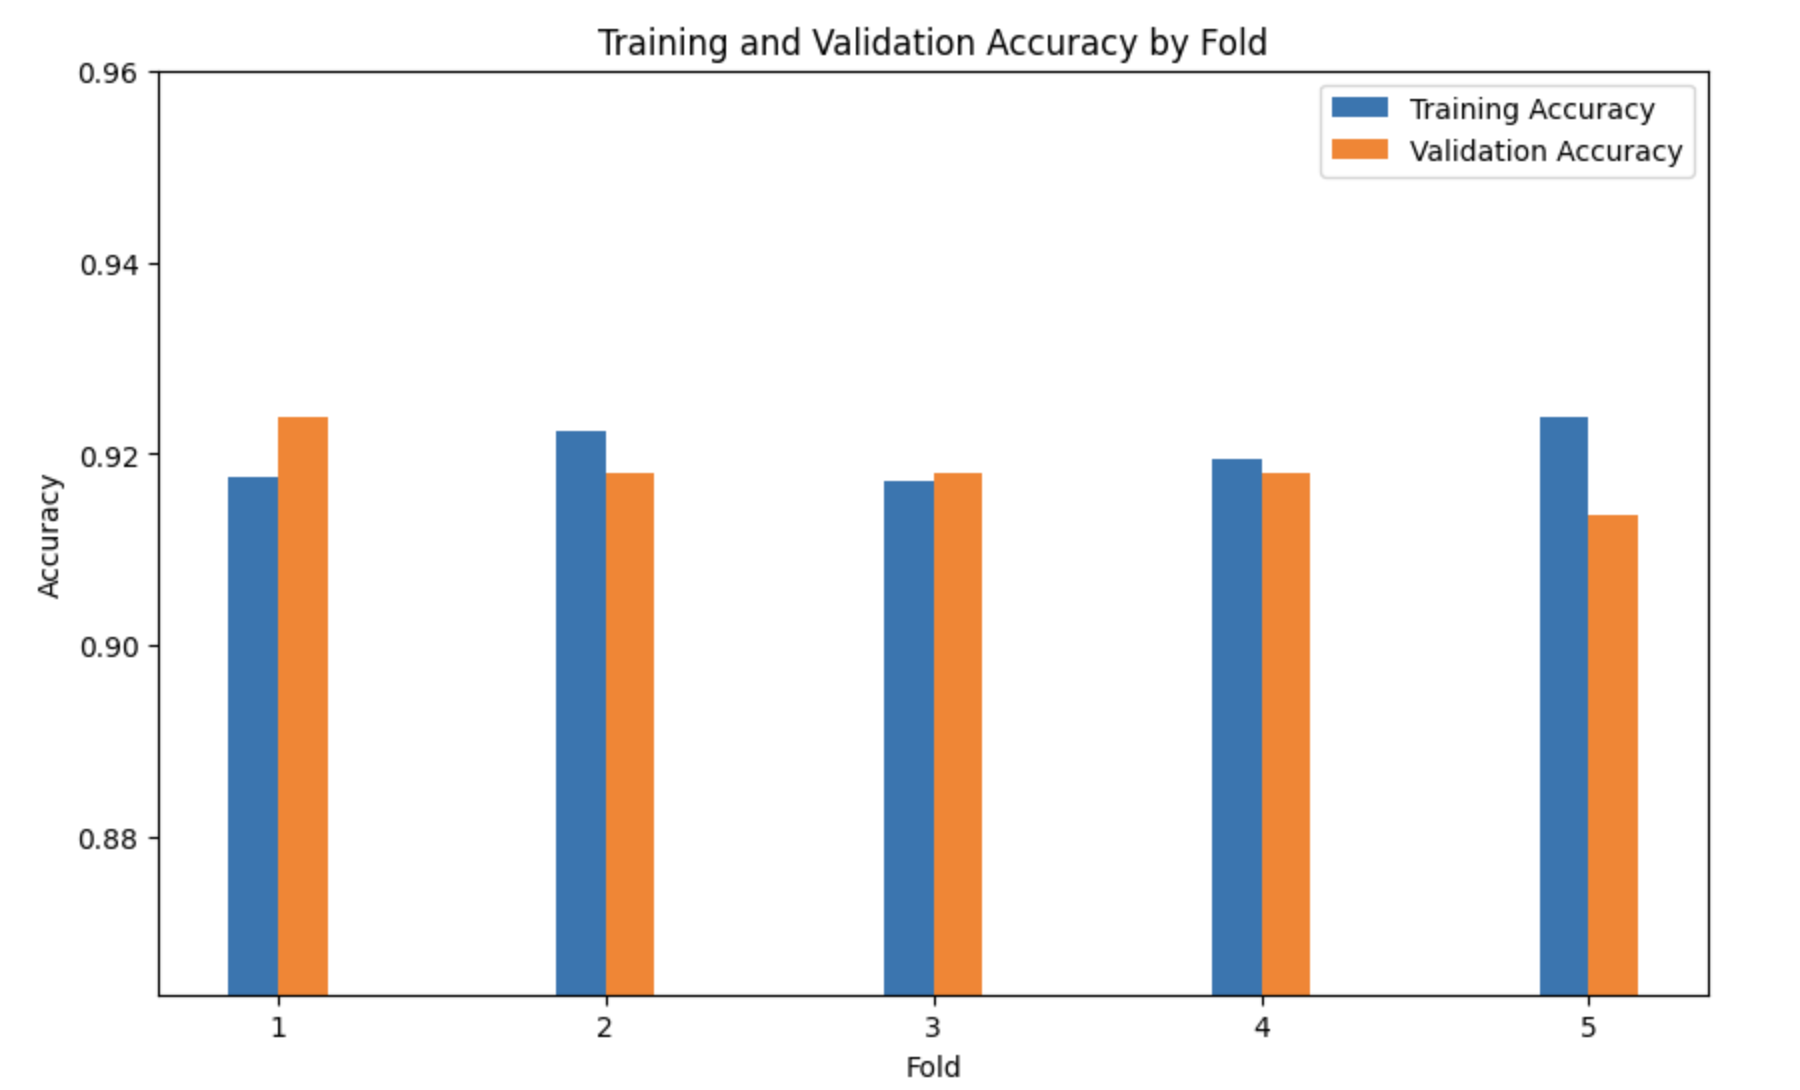 Training and Validation Accuracy by Fold
0.96
0.94
0.92
0.90
0.88
Accuracy
Training Accuracy
Validation Accuracy
1 2 3 4 5
Fold